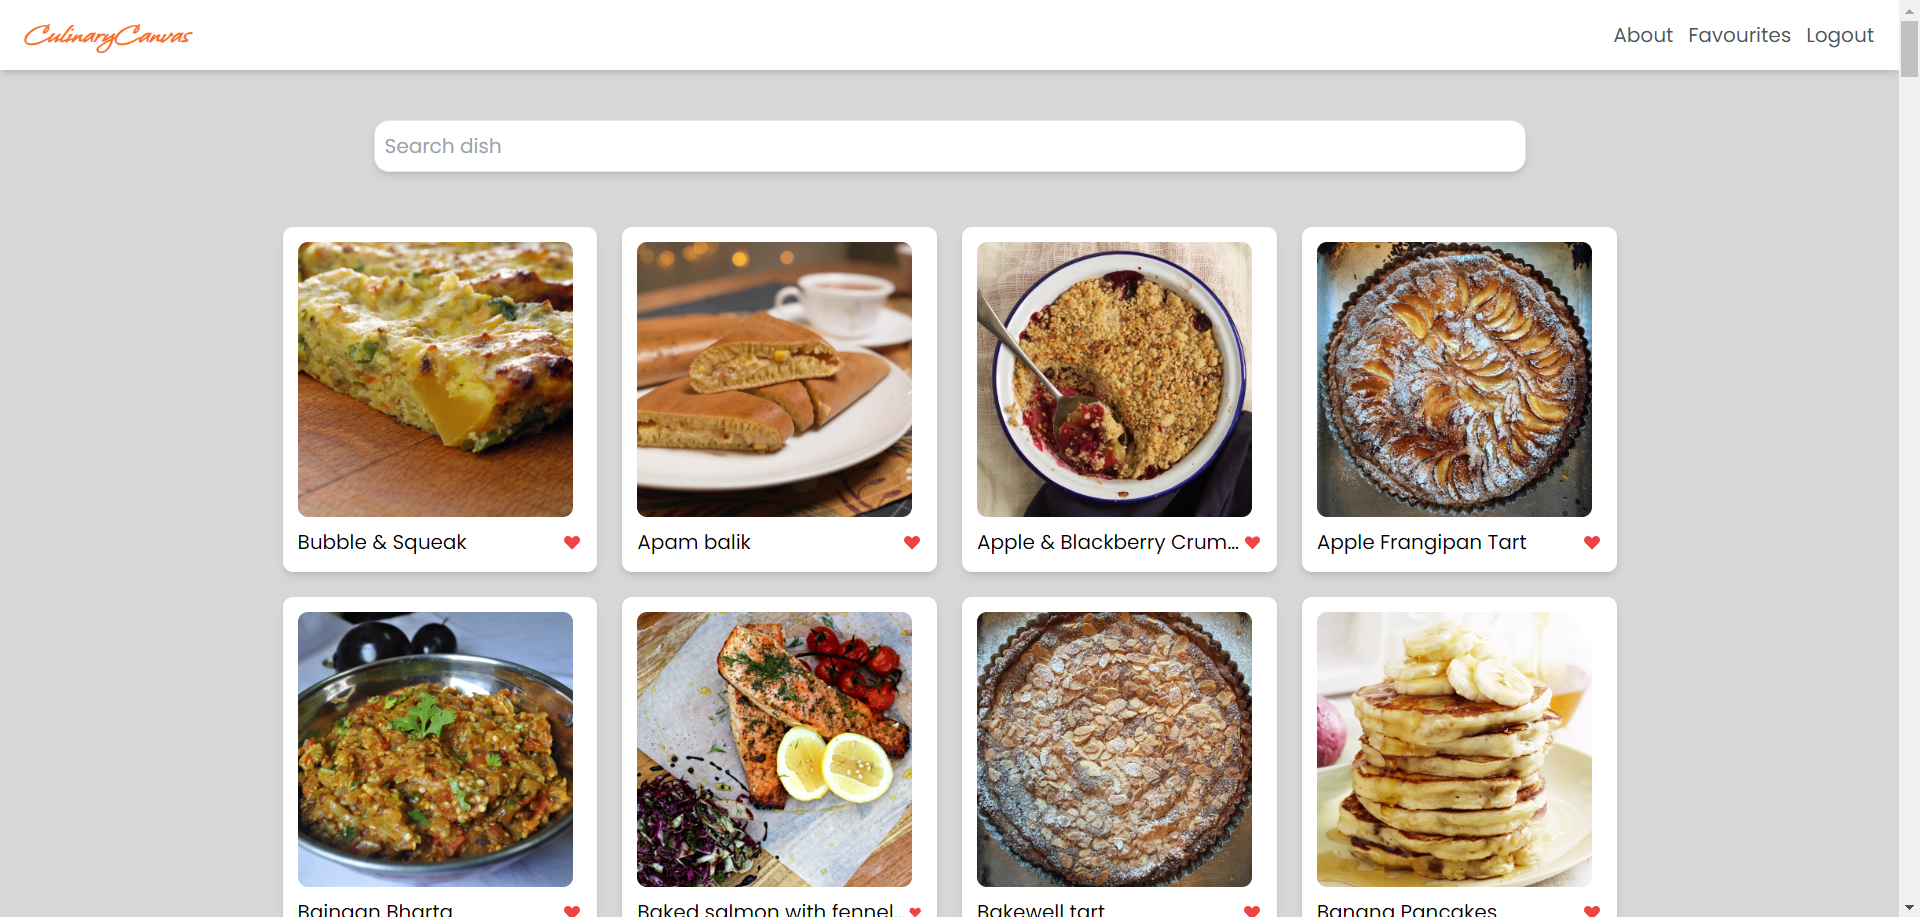 CulinaryCanvas
About Favourites Logout
Search dish
Bubble & Squeak
Apam balik
Apple & Blackberry Crum...
Apple Frangipan Tart
Baingan Bharta
Baked salmon with fennel...
Bakewell tart
Banana Pancakes